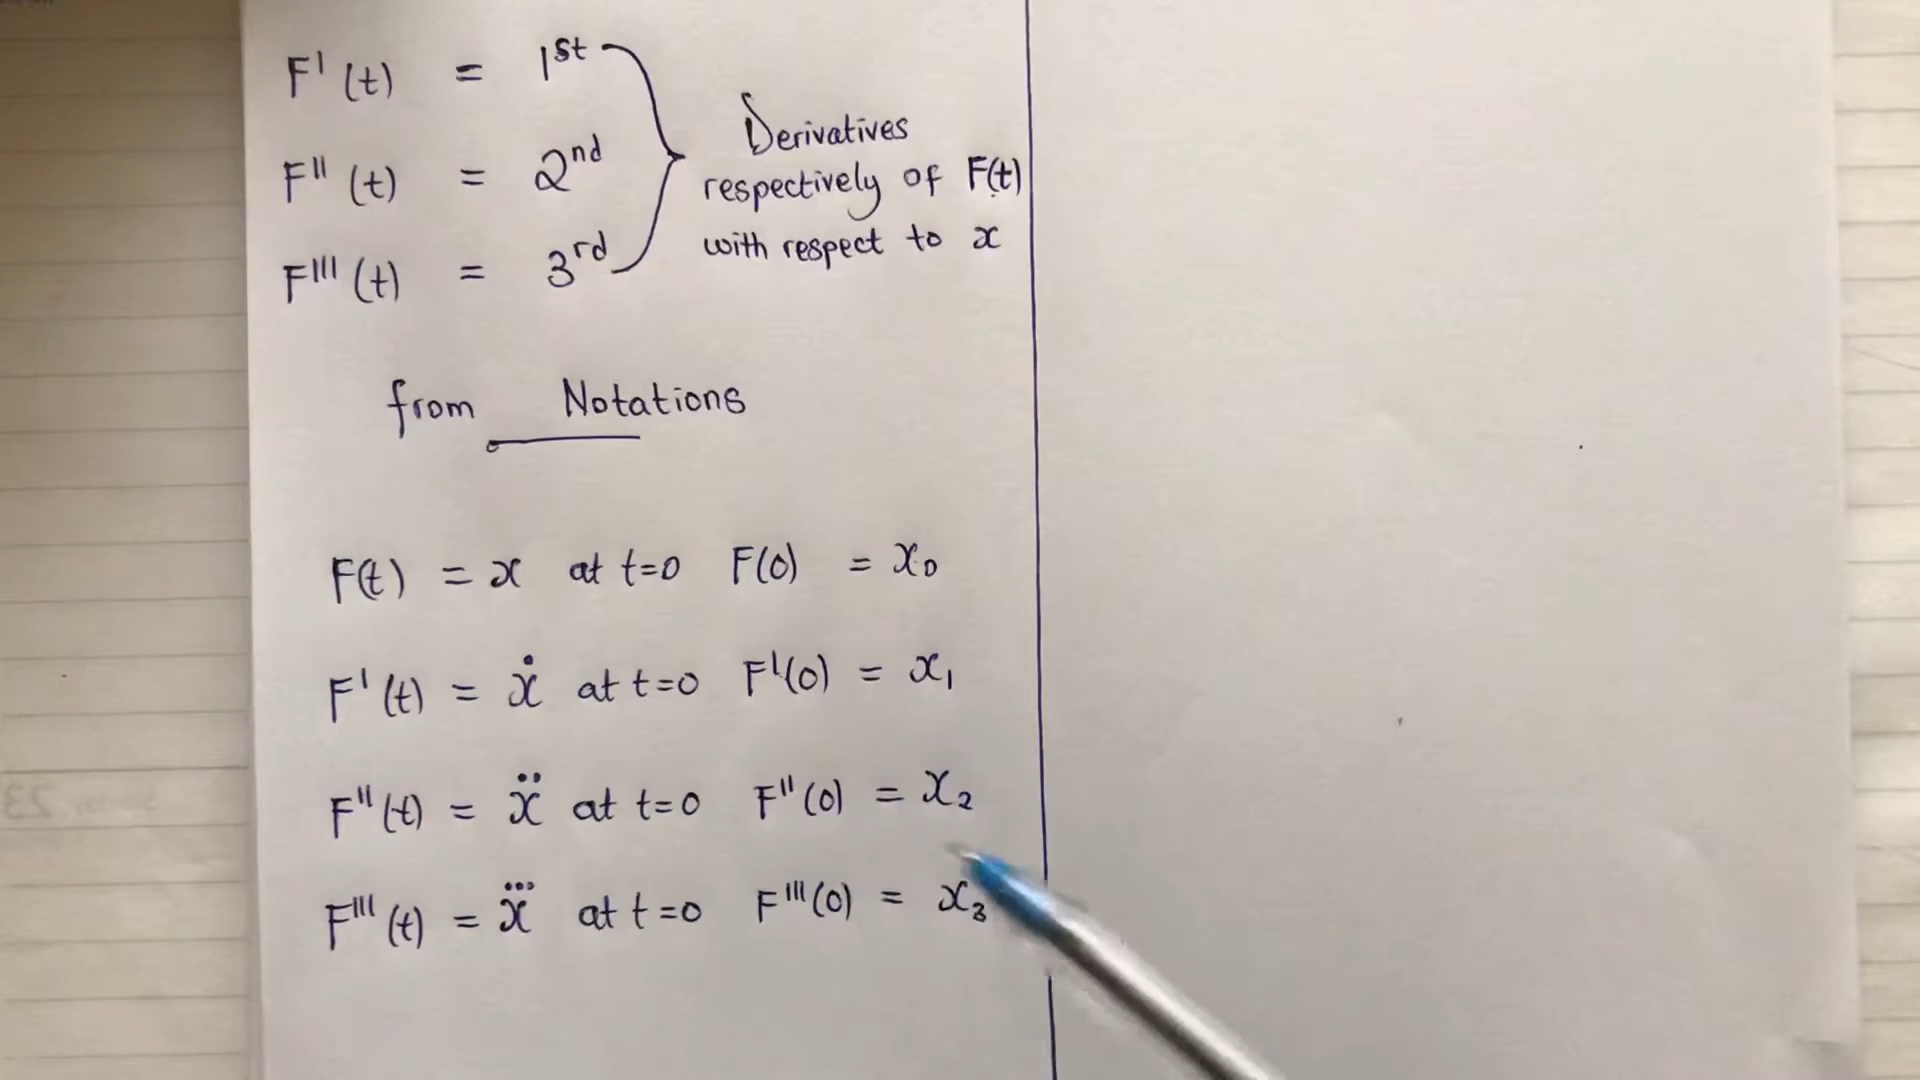 F'(t) = 1st
F''(t) = 2nd
F'''(t) = 3rd
Derivatives
respectively of F(t)
with respect to x
from Notations
F(t) = x at t=0 F(0) = x₀
F'(t) = ẋ at t=0 F'(0) = x₁
F''(t) = ẍ at t=0 F''(0) = x₂
F'''(t) = x⃛ at t=0 F'''(0) = x₃